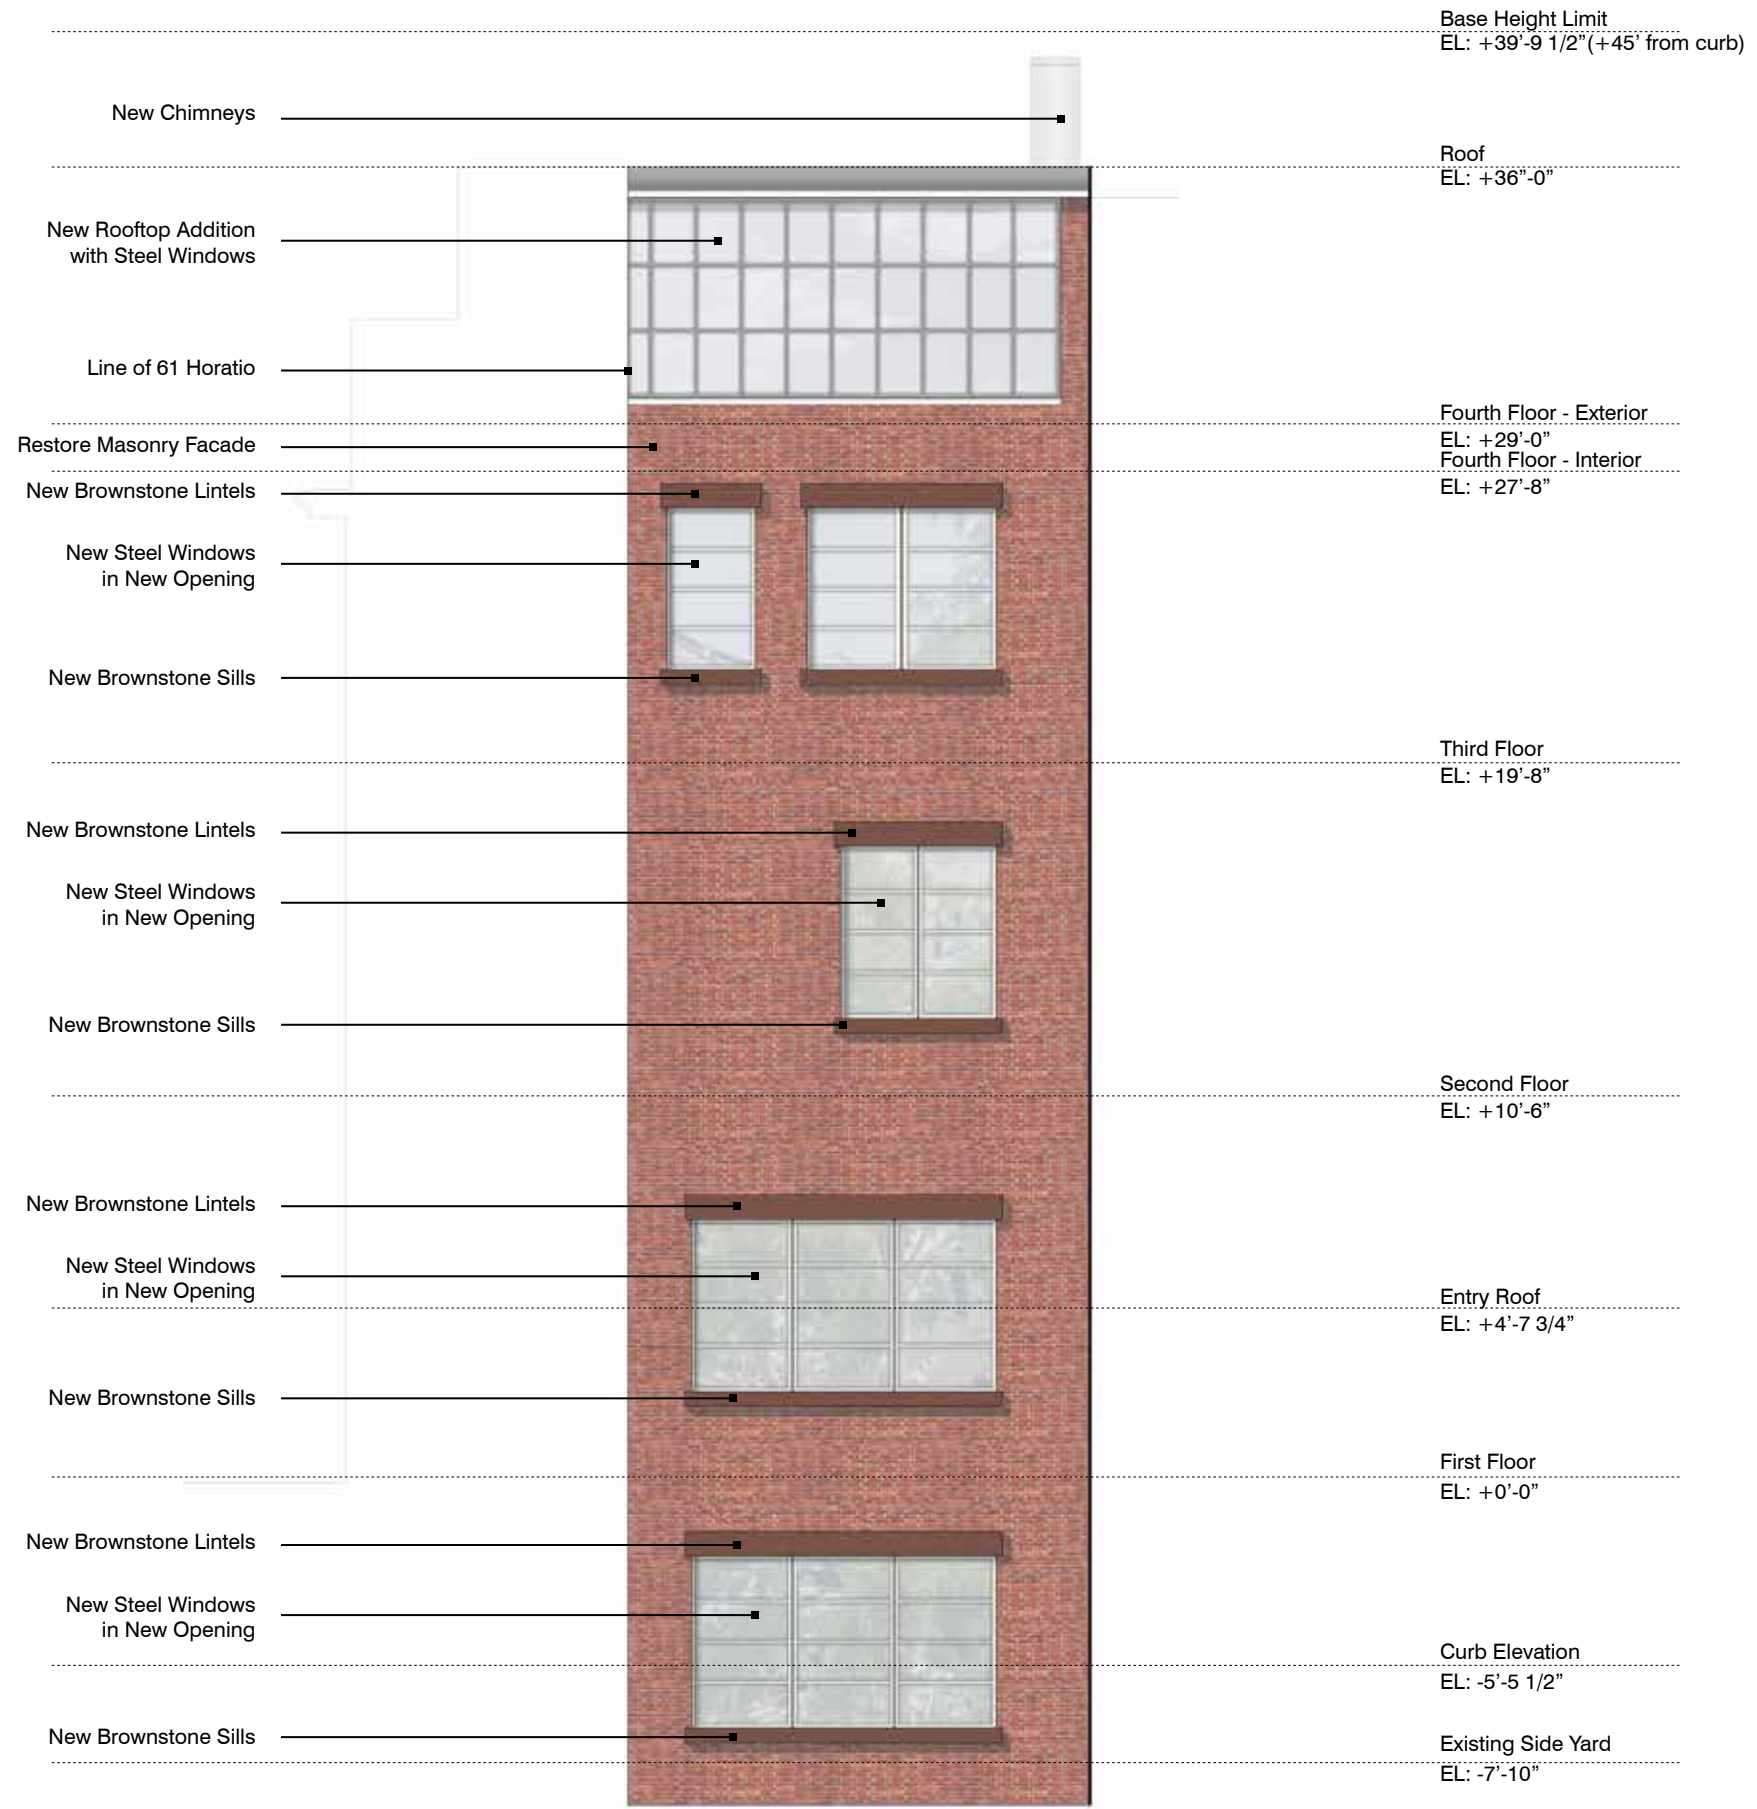 Base Height Limit
EL: +39’-9 1/2”(+45’ from curb)
New Chimneys
Roof
EL: +36”-0”
New Rooftop Addition
with Steel Windows
Line of 61 Horatio
Fourth Floor - Exterior
EL: +29’-0”
Restore Masonry Facade
Fourth Floor - Interior
EL: +27’-8”
New Brownstone Lintels
New Steel Windows
in New Opening
New Brownstone Sills
Third Floor
EL: +19’-8”
New Brownstone Lintels
New Steel Windows
in New Opening
New Brownstone Sills
Second Floor
EL: +10’-6”
New Brownstone Lintels
New Steel Windows
in New Opening
Entry Roof
EL: +4’-7 3/4”
New Brownstone Sills
First Floor
EL: +0’-0”
New Brownstone Lintels
New Steel Windows
in New Opening
Curb Elevation
EL: -5’-5 1/2”
New Brownstone Sills
Existing Side Yard
EL: -7’-10”